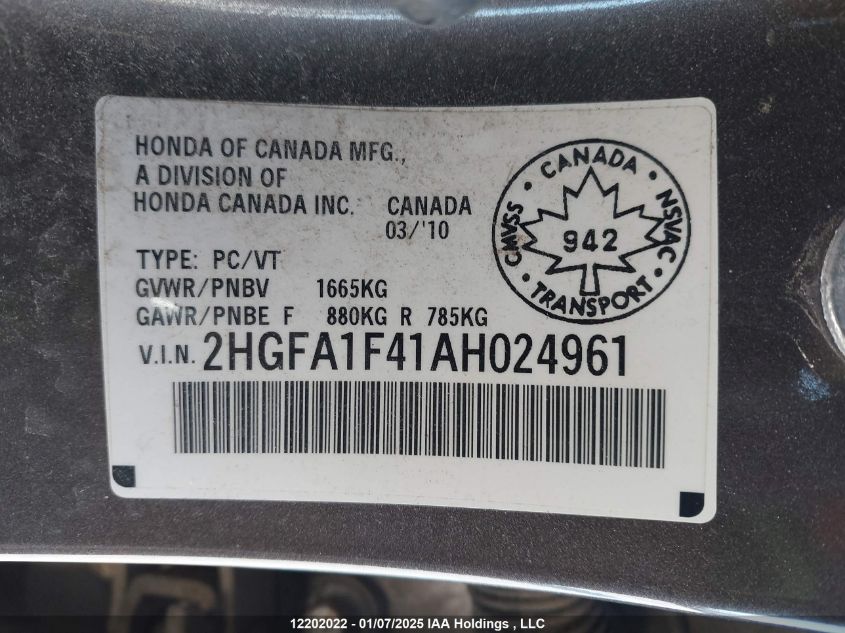 HONDA OF CANADA MFG.,
A DIVISION OF
HONDA CANADA INC. CANADA
03/'10
TYPE: PC/VT
GVWR/PNBV 1665KG
GAWR/PNBE F 880KG R 785KG
V.I.N. 2HGFA1F41AH024961
· CANADA ·
CMVSS
NSVAC
942
· TRANSPORT ·
12202022 - 01/07/2025 IAA Holdings , LLC